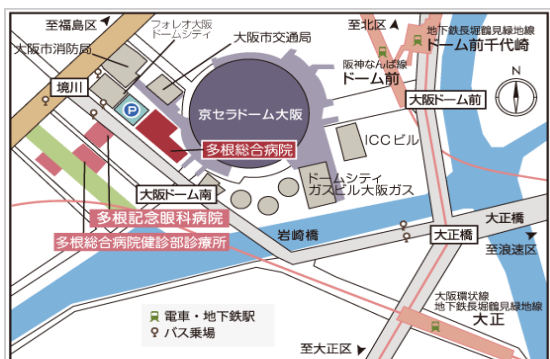 至福島区
フォレオ大阪
ドームシティ
大阪市消防局
大阪市交通局
至北区
地下鉄長堀鶴見緑地線
ドーム前千代崎
阪神なんば線
ドーム前
境川
P
京セラドーム大阪
大阪ドーム前
N
多根総合病院
ICCビル
大阪ドーム南
ドームシティ
ガスビル大阪ガス
多根記念眼科病院
多根総合病院健診部診療所
岩崎橋
大正橋
大正橋
至浪速区
大阪環状線
地下鉄長堀鶴見緑地線
大正
電車・地下鉄駅
バス乗場
至大正区